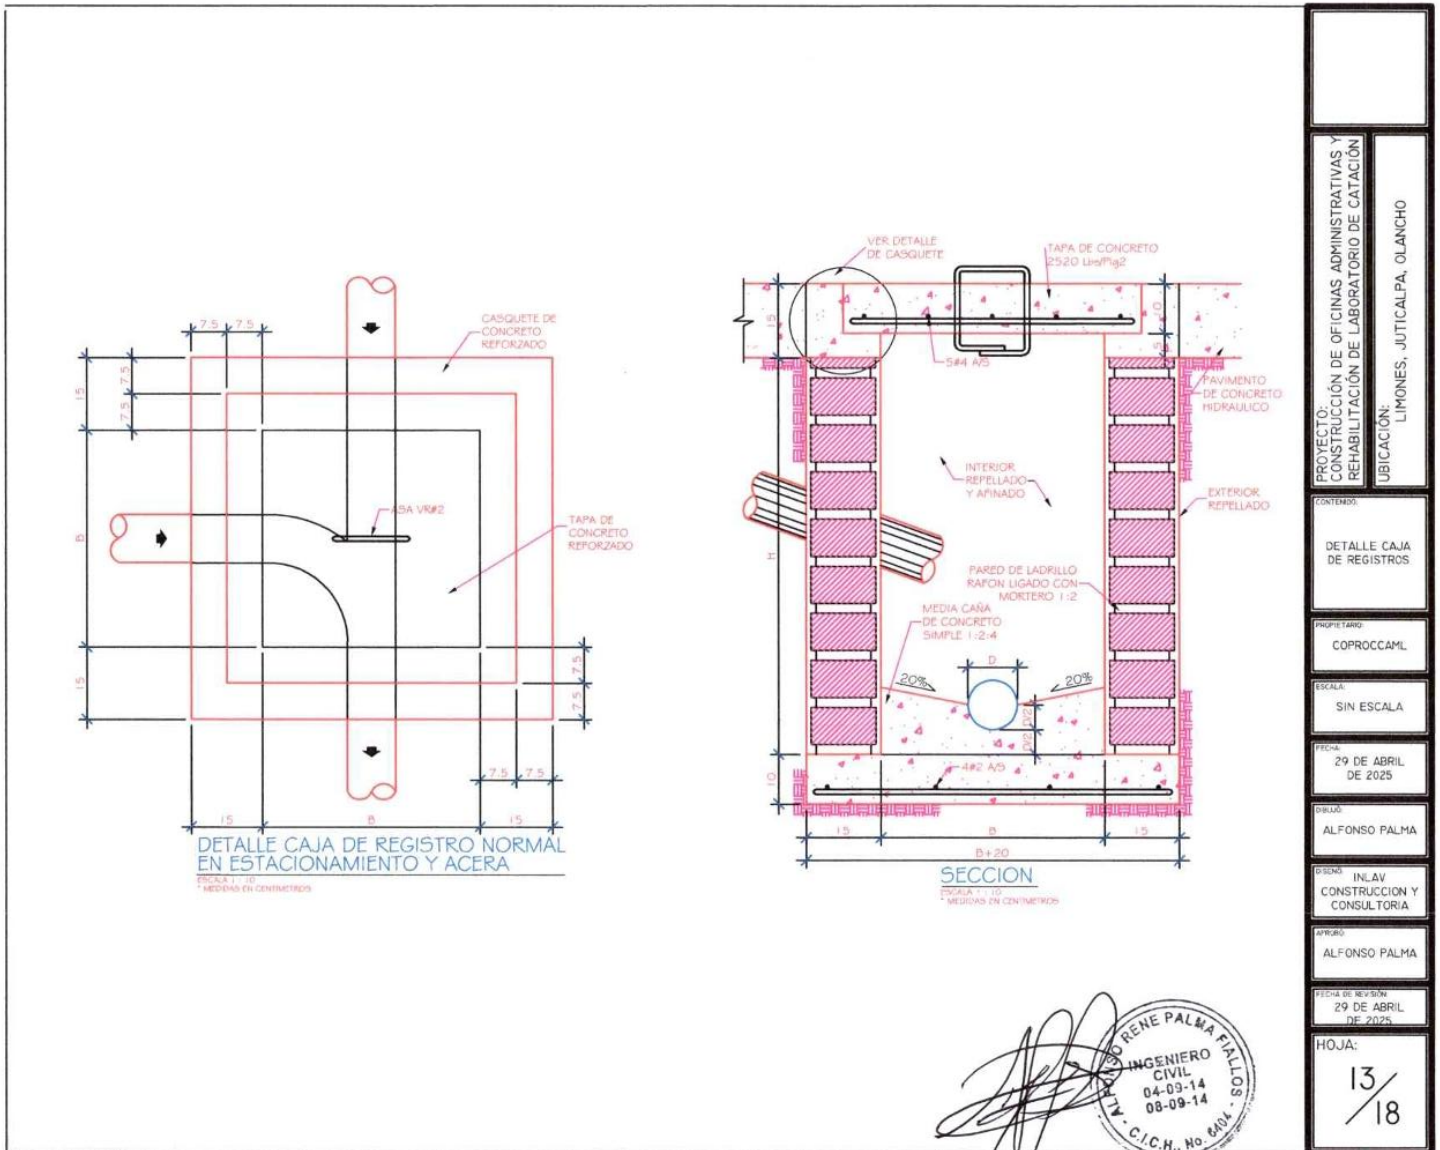 7.5
7.5
CASQUETE DE
CONCRETO
REFORZADO
15
7.5
7.5
ASA VR#2
TAPA DE
CONCRETO
REFORZADO
B
15
7.5
7.5
7.5
7.5
15
B
15
DETALLE CAJA DE REGISTRO NORMAL
EN ESTACIONAMIENTO Y ACERA
ESCALA 1 : 10
* MEDIDAS EN CENTIMETROS
VER DETALLE
DE CASQUETE
TAPA DE CONCRETO
2520 Lbs/Plg2
15
10
5
5#4 A/S
PAVIMENTO
DE CONCRETO
HIDRAULICO
INTERIOR
REPELLADO
Y AFINADO
EXTERIOR
REPELLADO
H
PARED DE LADRILLO
RAFON LIGADO CON
MORTERO 1:2
MEDIA CAÑA
DE CONCRETO
SIMPLE 1:2:4
D
20%
20%
D/2
D/2
4#2 A/S
10
15
B
15
B+20
SECCION
ESCALA 1 : 10
* MEDIDAS EN CENTIMETROS
ALFONSO RENE PALMA FIALLOS
INGENIERO
CIVIL
04-09-14
08-09-14
C.I.C.H. No. 6404
PROYECTO:
CONSTRUCCIÓN DE OFICINAS ADMINISTRATIVAS Y
REHABILITACIÓN DE LABORATORIO DE CATACIÓN
UBICACIÓN:
LIMONES, JUTICALPA, OLANCHO
CONTENIDO:
DETALLE CAJA
DE REGISTROS
PROPIETARIO:
COPROCCAML
ESCALA:
SIN ESCALA
FECHA:
29 DE ABRIL
DE 2025
DIBUJÓ:
ALFONSO PALMA
DISEÑÓ:
INLAV
CONSTRUCCION Y
CONSULTORIA
APROBÓ:
ALFONSO PALMA
FECHA DE REVISIÓN:
29 DE ABRIL
DE 2025
HOJA:
13/18